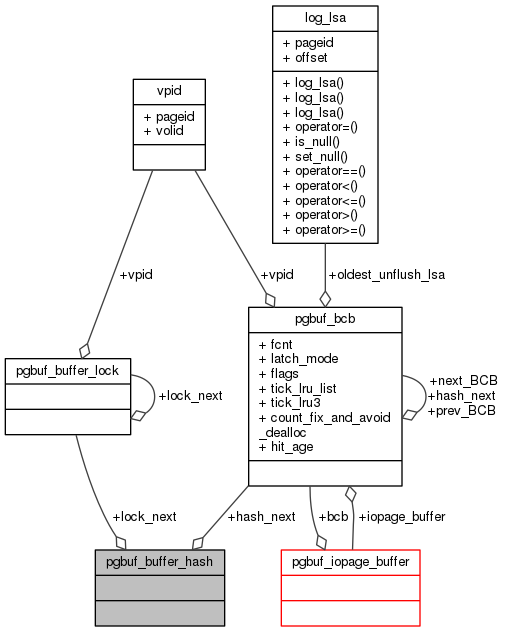 log_lsa
+ pageid
+ offset
+ log_lsa()
+ log_lsa()
+ log_lsa()
+ operator=()
+ is_null()
+ set_null()
+ operator==()
+ operator<()
+ operator<=()
+ operator>()
+ operator>=()
vpid
+ pageid
+ volid
+vpid
+vpid
+oldest_unflush_lsa
pgbuf_bcb
+ fcnt
+ latch_mode
+ flags
+ tick_lru_list
+ tick_lru3
+ count_fix_and_avoid
_dealloc
+ hit_age
+next_BCB
+hash_next
+prev_BCB
pgbuf_buffer_lock
+lock_next
+lock_next
+hash_next
+bcb
+iopage_buffer
pgbuf_buffer_hash
pgbuf_iopage_buffer